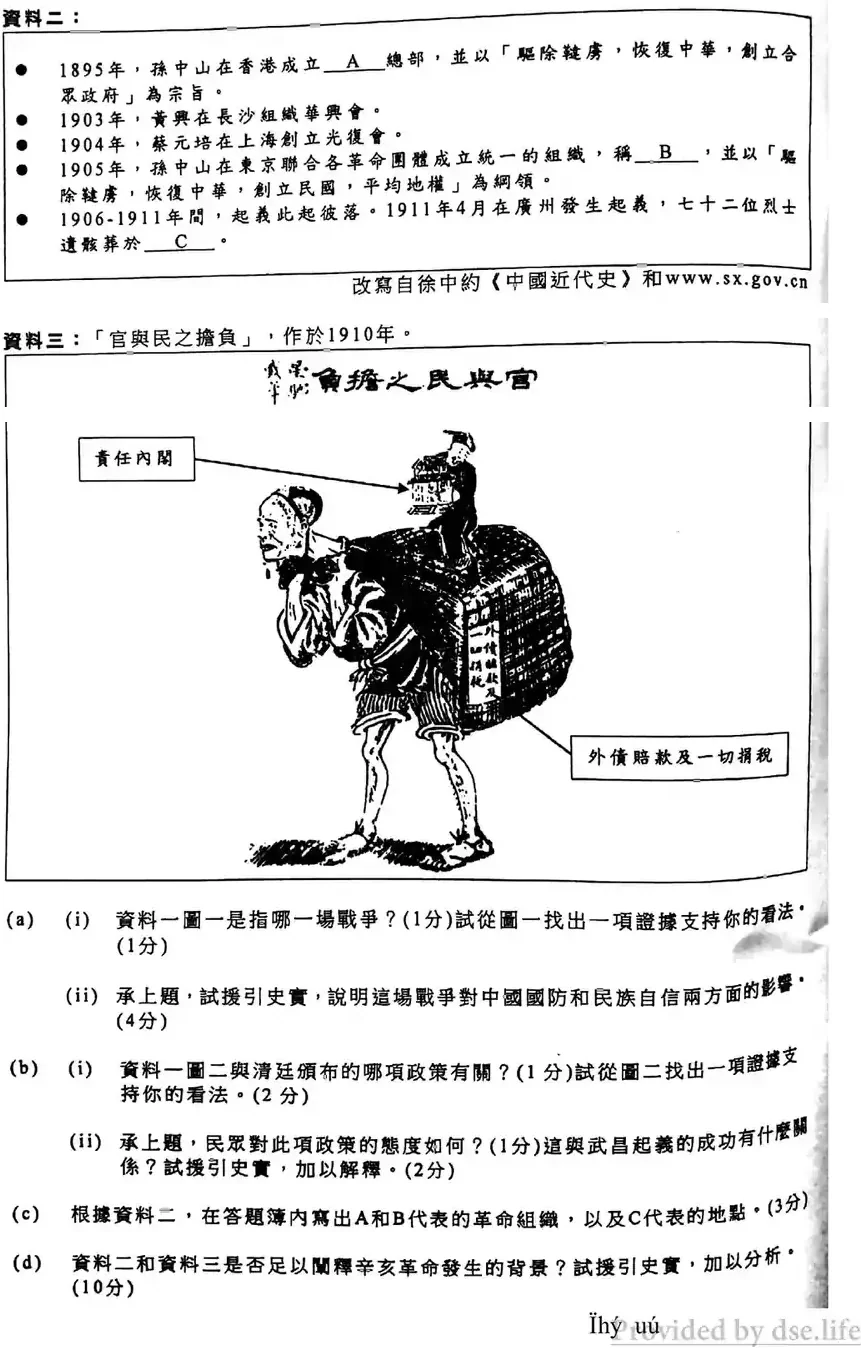 資料二：
● 1895年，孫中山在香港成立 A 總部，並以「驅除韃虜，恢復中華，創立合
眾政府」為宗旨。
● 1903年，黃興在長沙組織華興會。
● 1904年，蔡元培在上海創立光復會。
● 1905年，孫中山在東京聯合各革命團體成立統一的組織，稱 B ，並以「驅
除韃虜，恢復中華，創立民國，平均地權」為綱領。
● 1906-1911年間，起義此起彼落。1911年4月在廣州發生起義，七十二位烈士
遺骸葬於 C 。
改寫自徐中約《中國近代史》和www.sx.gov.cn
資料三：「官與民之擔負」，作於1910年。
負擔之民與官
責任內閣
外債賠款及
一切捐稅
外債賠款及一切捐稅
(a) (i) 資料一圖一是指哪一場戰爭？(1分)試從圖一找出一項證據支持你的看法。
(1分)
(ii) 承上題，試援引史實，說明這場戰爭對中國國防和民族自信兩方面的影響。
(4分)
(b) (i) 資料一圖二與清廷頒布的哪項政策有關？(1 分)試從圖二找出一項證據支
持你的看法。(2 分)
(ii) 承上題，民眾對此項政策的態度如何？(1分)這與武昌起義的成功有什麼關
係？試援引史實，加以解釋。(2分)
(c) 根據資料二，在答題簿內寫出A和B代表的革命組織，以及C代表的地點。(3分)
(d) 資料二和資料三是否足以闡釋辛亥革命發生的背景？試援引史實，加以分析。
(10分)
Ïhý uú
Provided by dse.life